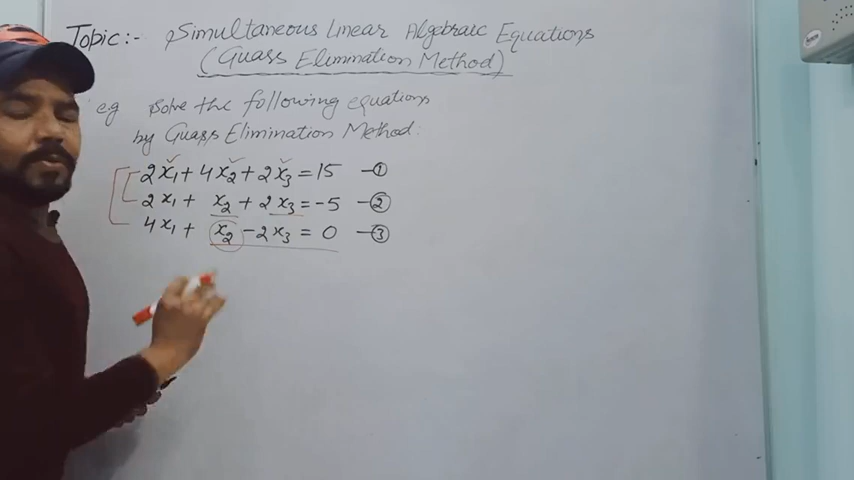 Topic:- Simultaneous Linear Algebraic Equations
(Guass Elimination Method)
e.g Solve the following equations
by Guass Elimination Method:
2x₁ + 4x₂ + 2x₃ = 15 —①
2x₁ + x₂ + 2x₃ = -5 —②
4x₁ + x₂ - 2x₃ = 0 —③